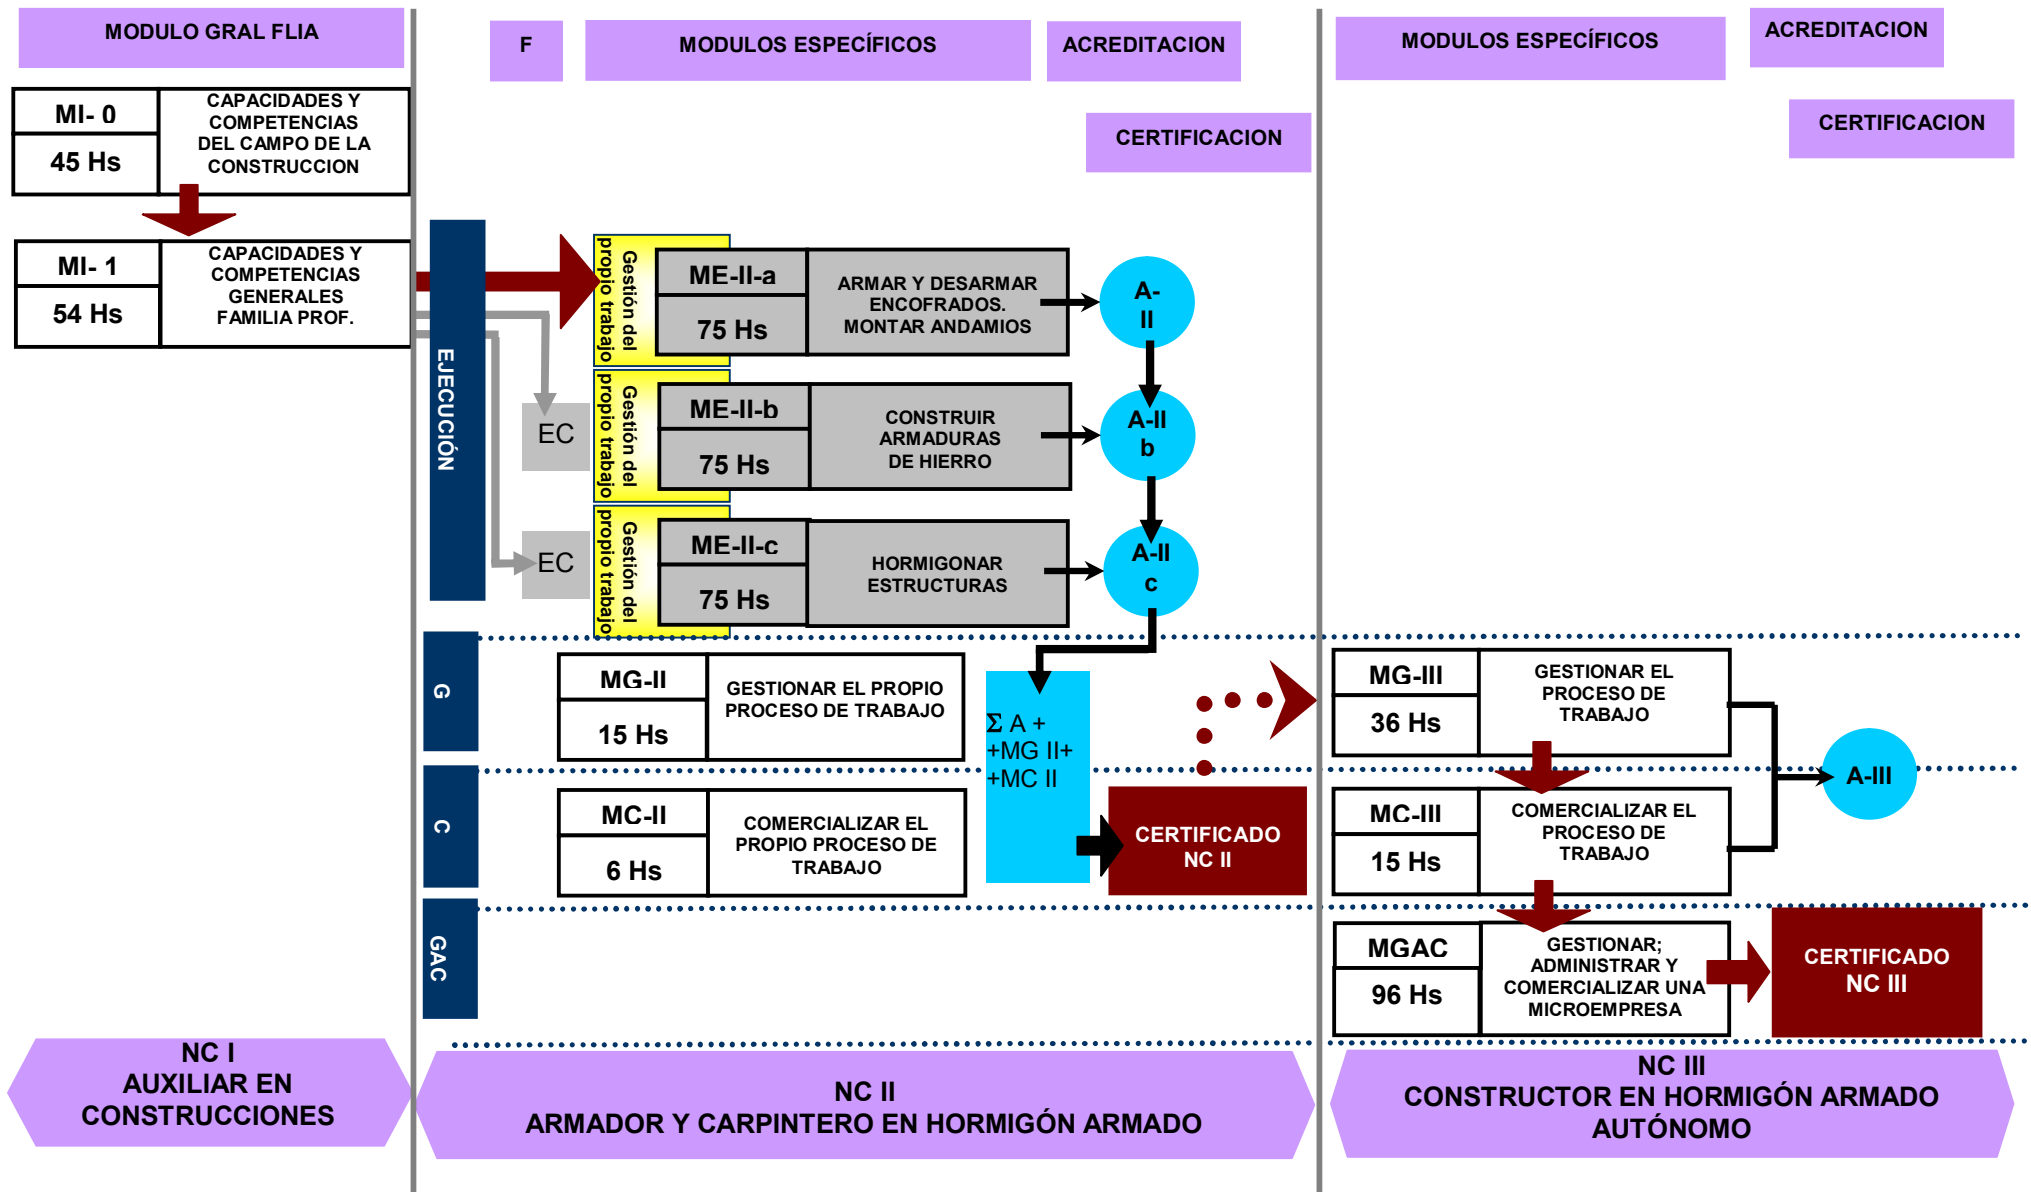 MODULO GRAL FLIA
F
MODULOS ESPECÍFICOS
ACREDITACION
MODULOS ESPECÍFICOS
ACREDITACION
CERTIFICACION
CERTIFICACION
MI- 0
45 Hs
CAPACIDADES Y
COMPETENCIAS
DEL CAMPO DE LA
CONSTRUCCION
MI- 1
54 Hs
CAPACIDADES Y
COMPETENCIAS
GENERALES
FAMILIA PROF.
EJECUCIÓN
Gestión del
propio trabajo
ME-II-a
75 Hs
ARMAR Y DESARMAR
ENCOFRADOS.
MONTAR ANDAMIOS
A-
II
EC
Gestión del
propio trabajo
ME-II-b
75 Hs
CONSTRUIR
ARMADURAS
DE HIERRO
A-II
b
EC
Gestión del
propio trabajo
ME-II-c
75 Hs
HORMIGONAR
ESTRUCTURAS
A-II
c
G
MG-II
15 Hs
GESTIONAR EL PROPIO
PROCESO DE TRABAJO
Σ A +
+MG II+
+MC II
MG-III
36 Hs
GESTIONAR EL
PROCESO DE
TRABAJO
A-III
C
MC-II
6 Hs
COMERCIALIZAR EL
PROPIO PROCESO DE
TRABAJO
CERTIFICADO
NC II
MC-III
15 Hs
COMERCIALIZAR EL
PROCESO DE
TRABAJO
GAC
MGAC
96 Hs
GESTIONAR;
ADMINISTRAR Y
COMERCIALIZAR UNA
MICROEMPRESA
CERTIFICADO
NC III
NC I
AUXILIAR EN
CONSTRUCCIONES
NC II
ARMADOR Y CARPINTERO EN HORMIGÓN ARMADO
NC III
CONSTRUCTOR EN HORMIGÓN ARMADO
AUTÓNOMO